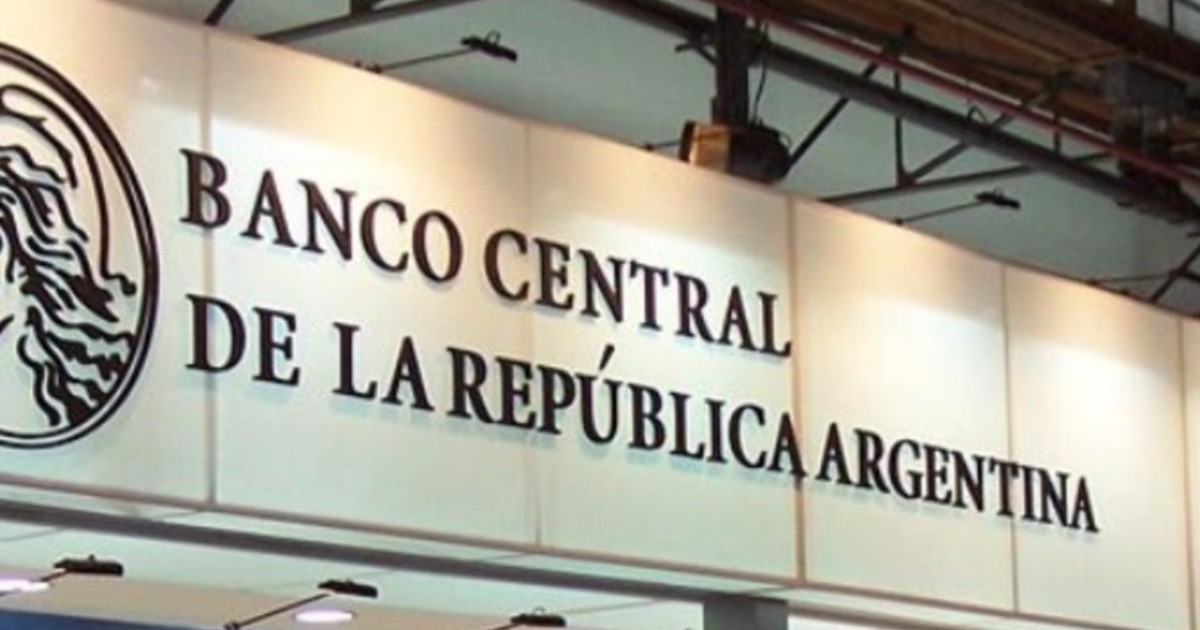 BANCO CENTRAL
DE LA REPÚBLICA ARGENTINA